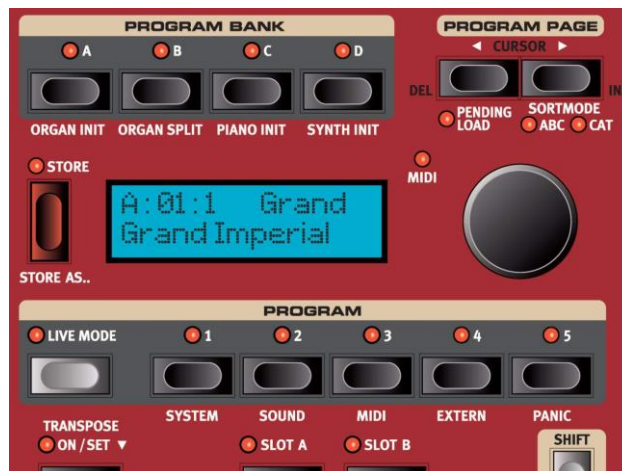 PROGRAM BANK
A B C D
ORGAN INIT ORGAN SPLIT PIANO INIT SYNTH INIT
PROGRAM PAGE
◄ CURSOR ►
DEL IN
PENDING LOAD
SORTMODE
ABC CAT
STORE
STORE AS..
A:01:1 Grand
Grand Imperial
MIDI
PROGRAM
LIVE MODE 1 2 3 4 5
SYSTEM SOUND MIDI EXTERN PANIC
TRANSPOSE
ON / SET ▼
SLOT A SLOT B
SHIFT